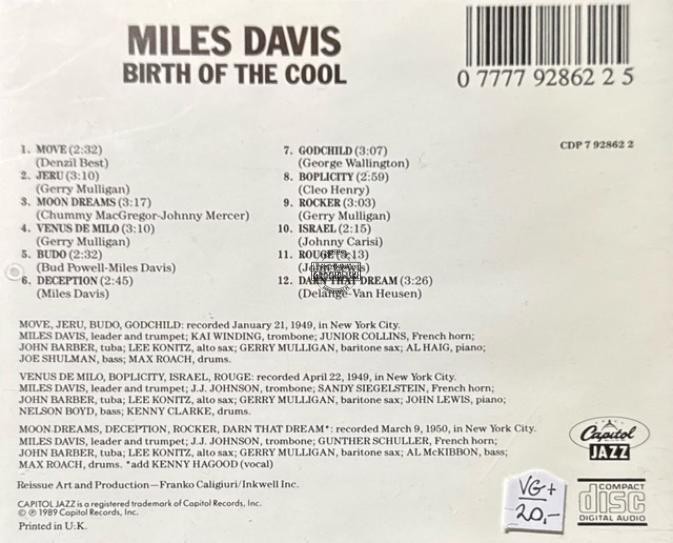 MILES DAVIS
BIRTH OF THE COOL
0 7777 92862 2 5
CDP 7 92862 2
1. MOVE (2:32)
(Denzil Best)
2. JERU (3:10)
(Gerry Mulligan)
3. MOON DREAMS (3:17)
(Chummy MacGregor-Johnny Mercer)
4. VENUS DE MILO (3:10)
(Gerry Mulligan)
5. BUDO (2:32)
(Bud Powell-Miles Davis)
6. DECEPTION (2:45)
(Miles Davis)
7. GODCHILD (3:07)
(George Wallington)
8. BOPLICITY (2:59)
(Cleo Henry)
9. ROCKER (3:03)
(Gerry Mulligan)
10. ISRAEL (2:15)
(Johnny Carisi)
11. ROUGE (3:13)
(John Lewis)
12. DARN THAT DREAM (3:26)
(Delange-Van Heusen)
MOVE, JERU, BUDO, GODCHILD: recorded January 21, 1949, in New York City.
MILES DAVIS, leader and trumpet; KAI WINDING, trombone; JUNIOR COLLINS, French horn;
JOHN BARBER, tuba; LEE KONITZ, alto sax; GERRY MULLIGAN, baritone sax; AL HAIG, piano;
JOE SHULMAN, bass; MAX ROACH, drums.
VENUS DE MILO, BOPLICITY, ISRAEL, ROUGE: recorded April 22, 1949, in New York City.
MILES DAVIS, leader and trumpet; J.J. JOHNSON, trombone; SANDY SIEGELSTEIN, French horn;
JOHN BARBER, tuba; LEE KONITZ, alto sax; GERRY MULLIGAN, baritone sax; JOHN LEWIS, piano;
NELSON BOYD, bass; KENNY CLARKE, drums.
MOON DREAMS, DECEPTION, ROCKER, DARN THAT DREAM*: recorded March 9, 1950, in New York City.
MILES DAVIS, leader and trumpet; J.J. JOHNSON, trombone; GUNTHER SCHULLER, French horn;
JOHN BARBER, tuba; LEE KONITZ, alto sax; GERRY MULLIGAN, baritone sax; AL McKIBBON, bass;
MAX ROACH, drums. *add KENNY HAGOOD (vocal)
Reissue Art and Production—Franko Caligiuri/Inkwell Inc.
CAPITOL JAZZ is a registered trademark of Capitol Records, Inc.
© ℗ 1989 Capitol Records, Inc.
Printed in U.K.
Capitol
JAZZ
VG+
20,-
COMPACT
disc
DIGITAL AUDIO